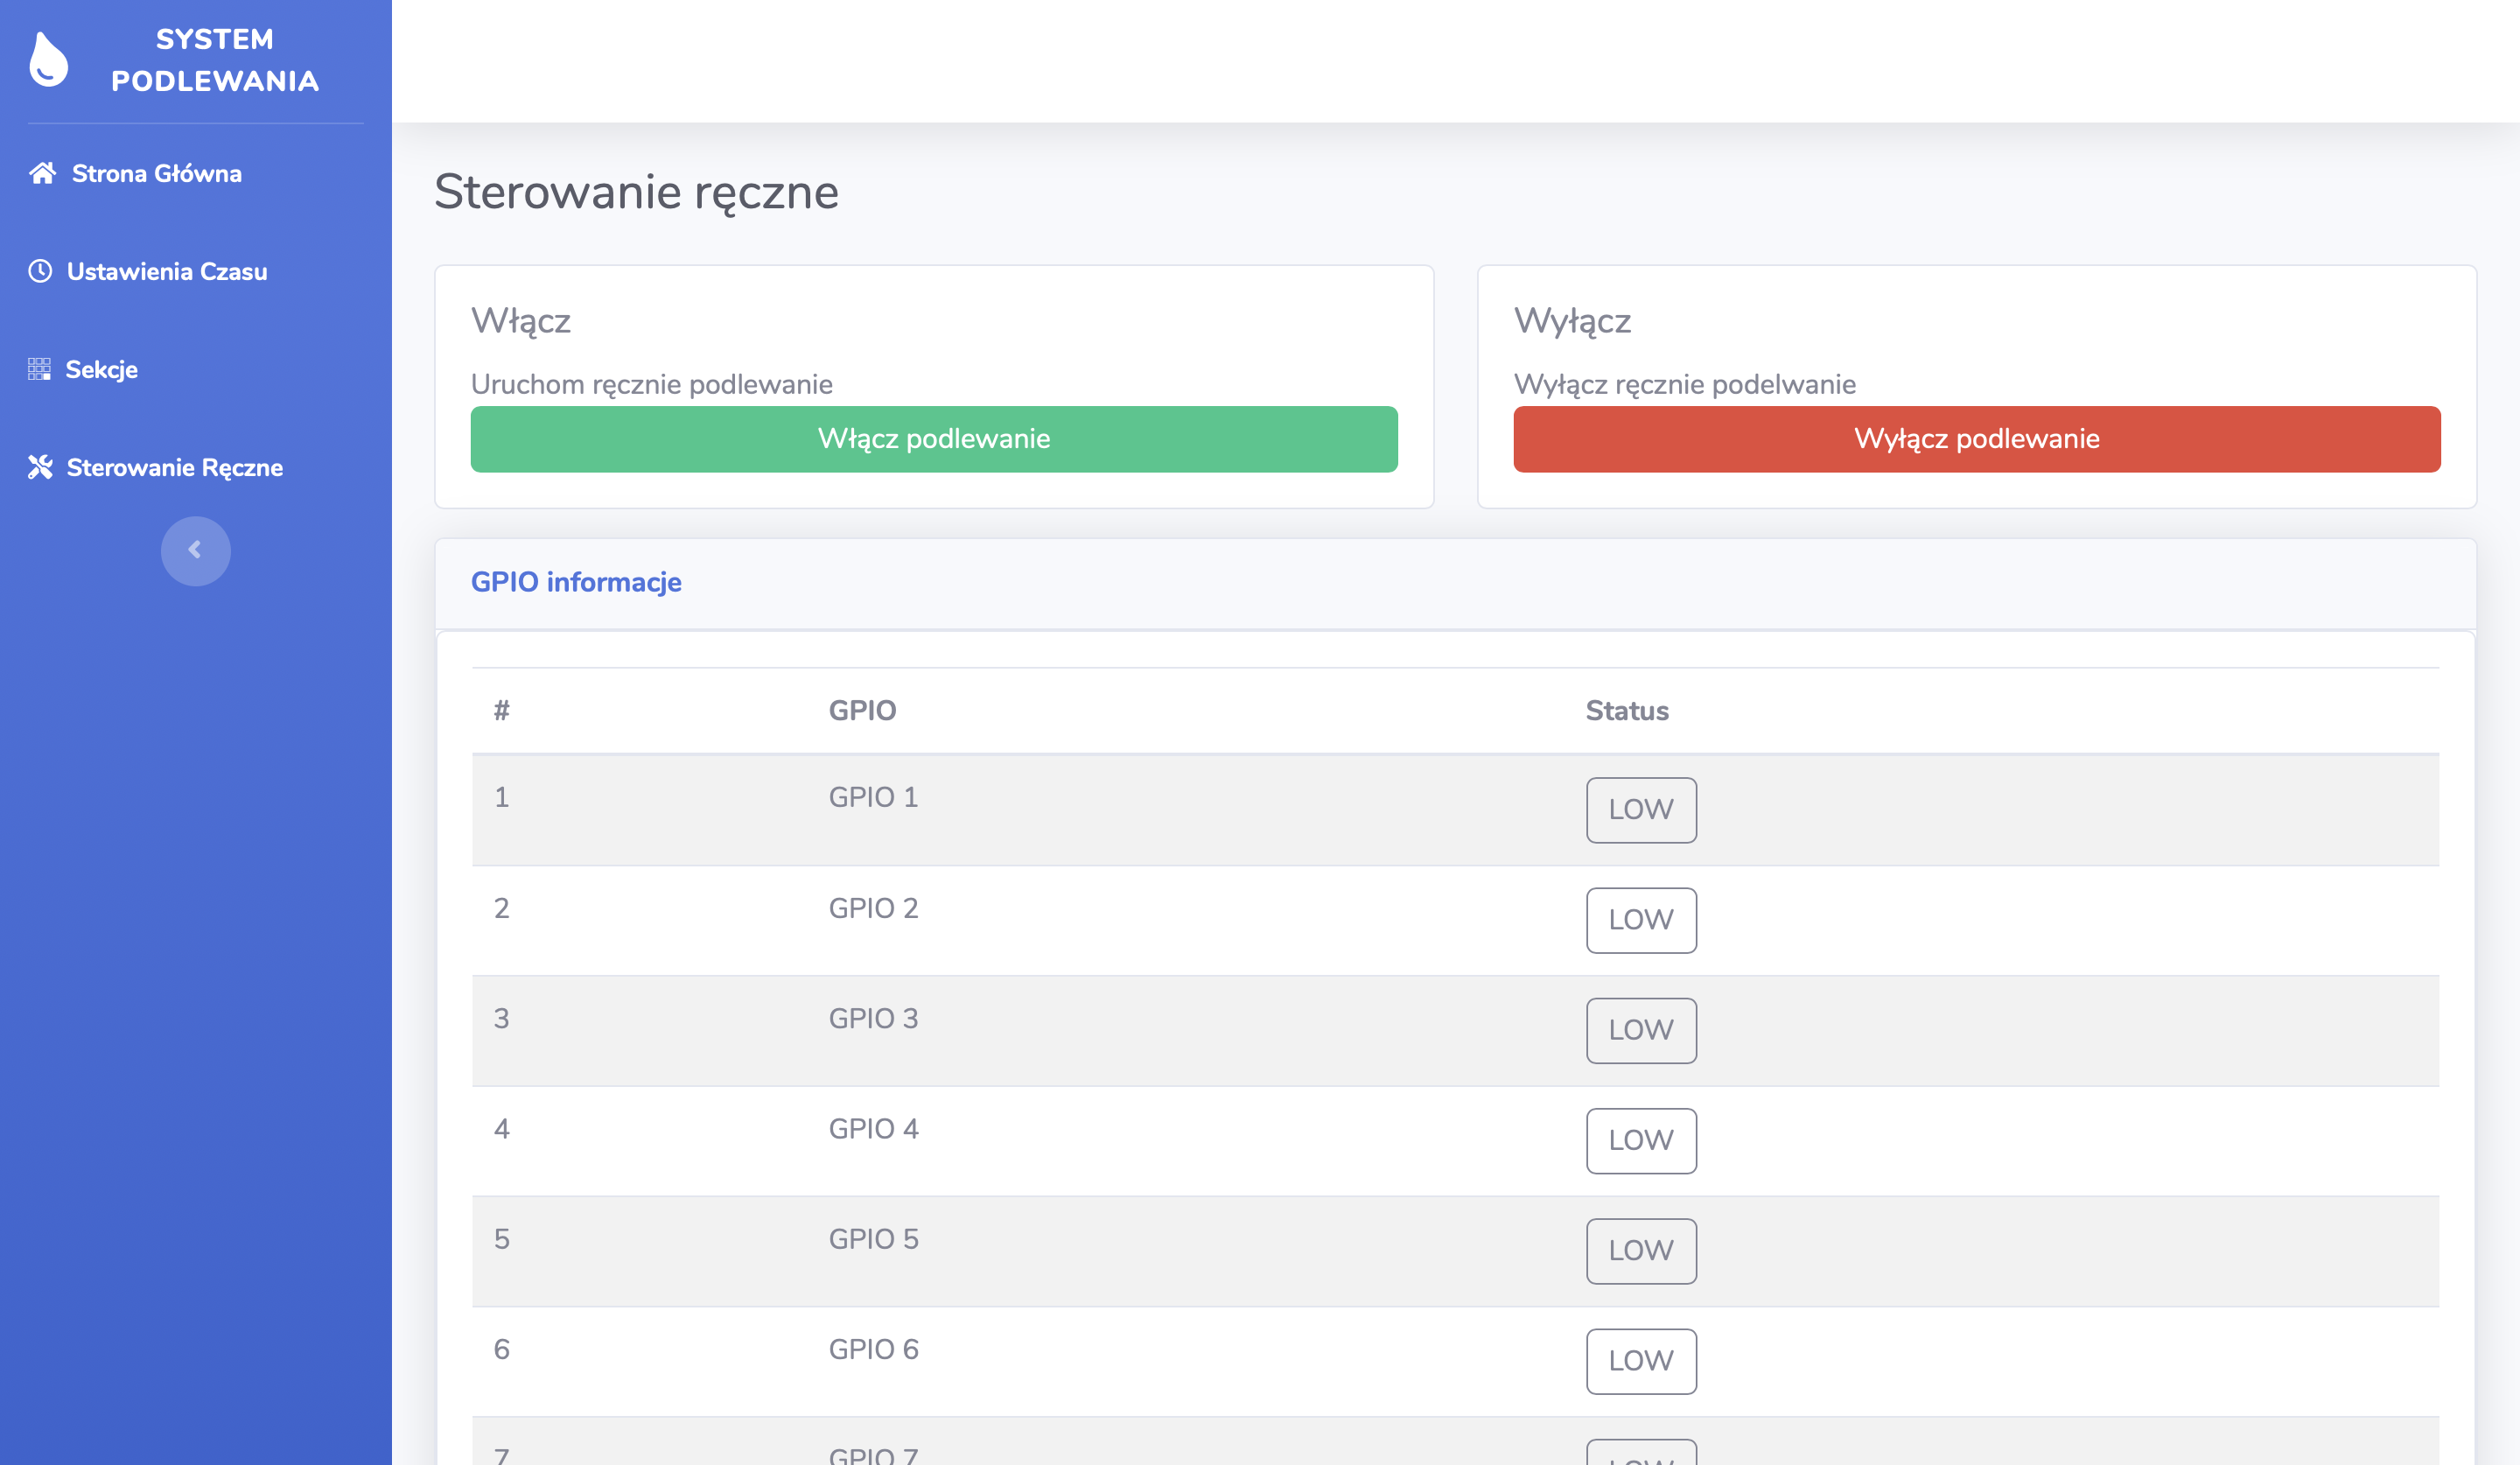 SYSTEM
PODLEWANIA
Strona Główna
Ustawienia Czasu
Sekcje
Sterowanie Ręczne
Sterowanie ręczne
Włącz
Uruchom ręcznie podlewanie
Włącz podlewanie
Wyłącz
Wyłącz ręcznie podelwanie
Wyłącz podlewanie
GPIO informacje
# GPIO Status
1 GPIO 1 LOW
2 GPIO 2 LOW
3 GPIO 3 LOW
4 GPIO 4 LOW
5 GPIO 5 LOW
6 GPIO 6 LOW
7 GPIO 7 LOW